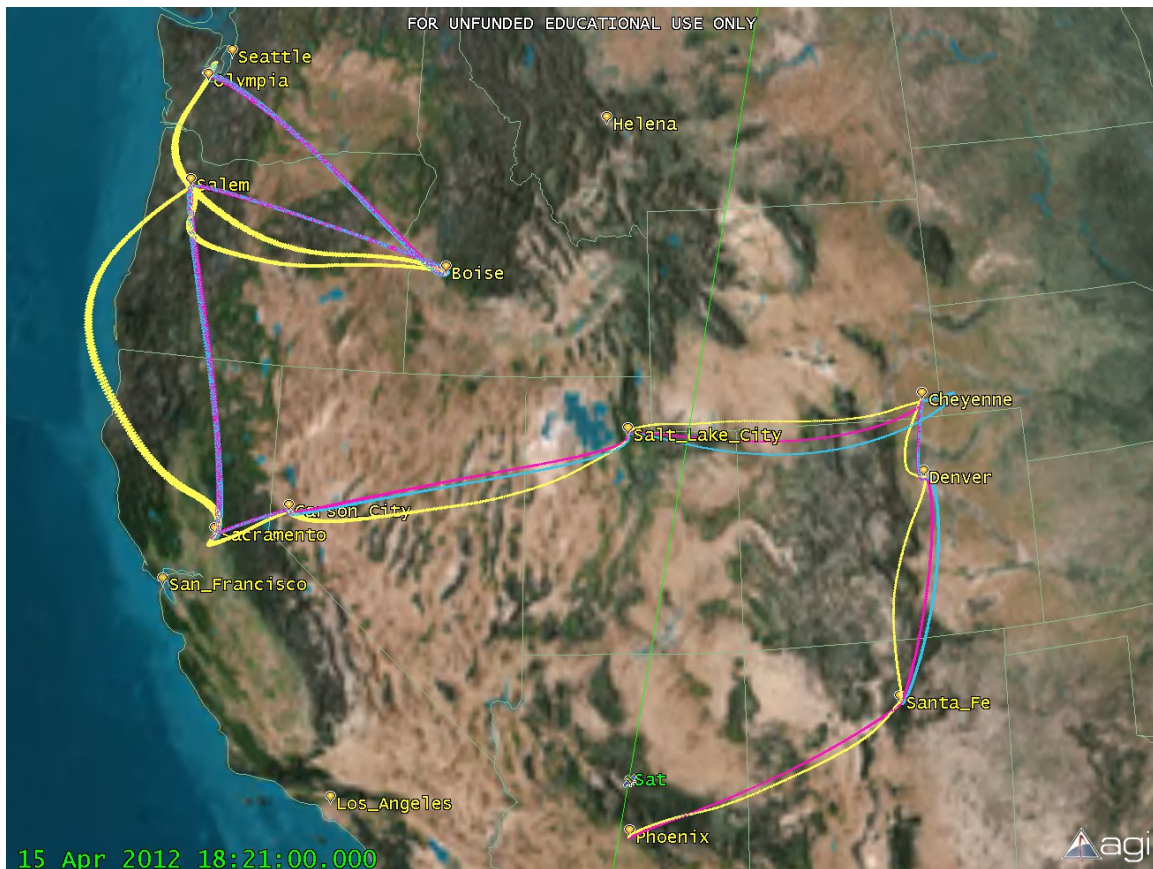 FOR UNFUNDED EDUCATIONAL USE ONLY
Seattle
Olympia
Helena
Salem
Boise
Cheyenne
Salt_Lake_City
Denver
Carson_City
Sacramento
San_Francisco
Santa_Fe
Sat
Los_Angeles
Phoenix
15 Apr 2012 18:21:00.000
agi